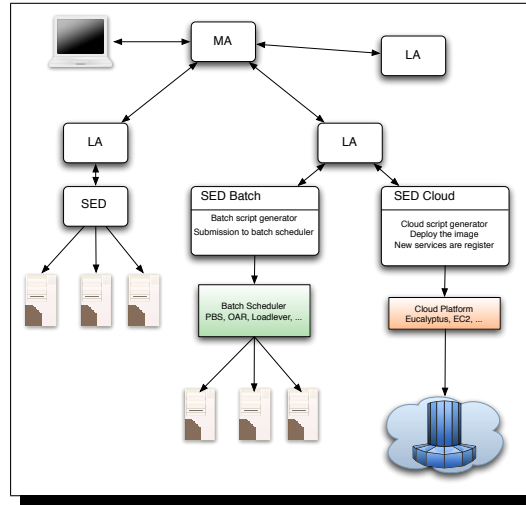 MA
LA
LA
LA
SED
SED Batch
Batch script generator
Submission to batch scheduler
SED Cloud
Cloud script generator
Deploy the image
New services are register
Batch Scheduler
PBS, OAR, Loadlever, ...
Cloud Platform
Eucalyptus, EC2, ...